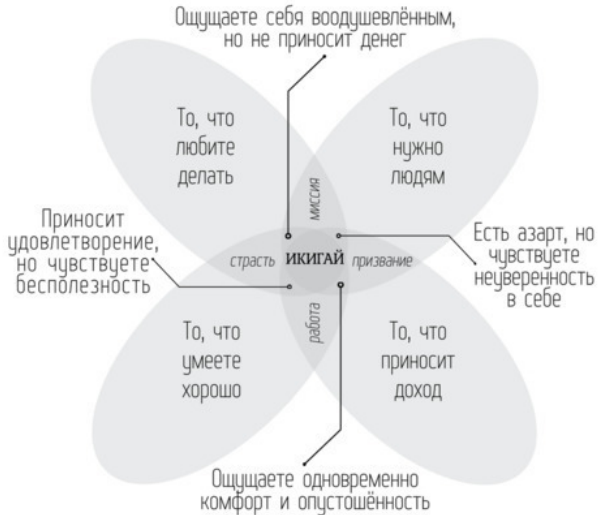 Ощущаете себя воодушевлённым,
но не приносит денег
То, что
любите
делать
То, что
нужно
людям
миссия
Приносит
удовлетворение,
но чувствуете
бесполезность
страсть
ИКИГАЙ
призвание
Есть азарт, но
чувствуете
неуверенность
в себе
работа
То, что
умеете
хорошо
То, что
приносит
доход
Ощущаете одновременно
комфорт и опустошённость